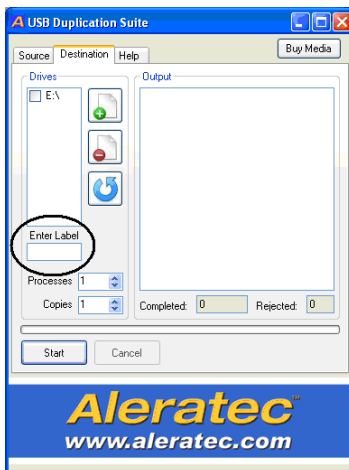 A USB Duplication Suite
Buy Media
Source Destination Help
Drives
Output
E:\
Enter Label
Processes 1
Copies 1
Completed: 0 Rejected: 0
Start Cancel
Aleratec™
www.aleratec.com